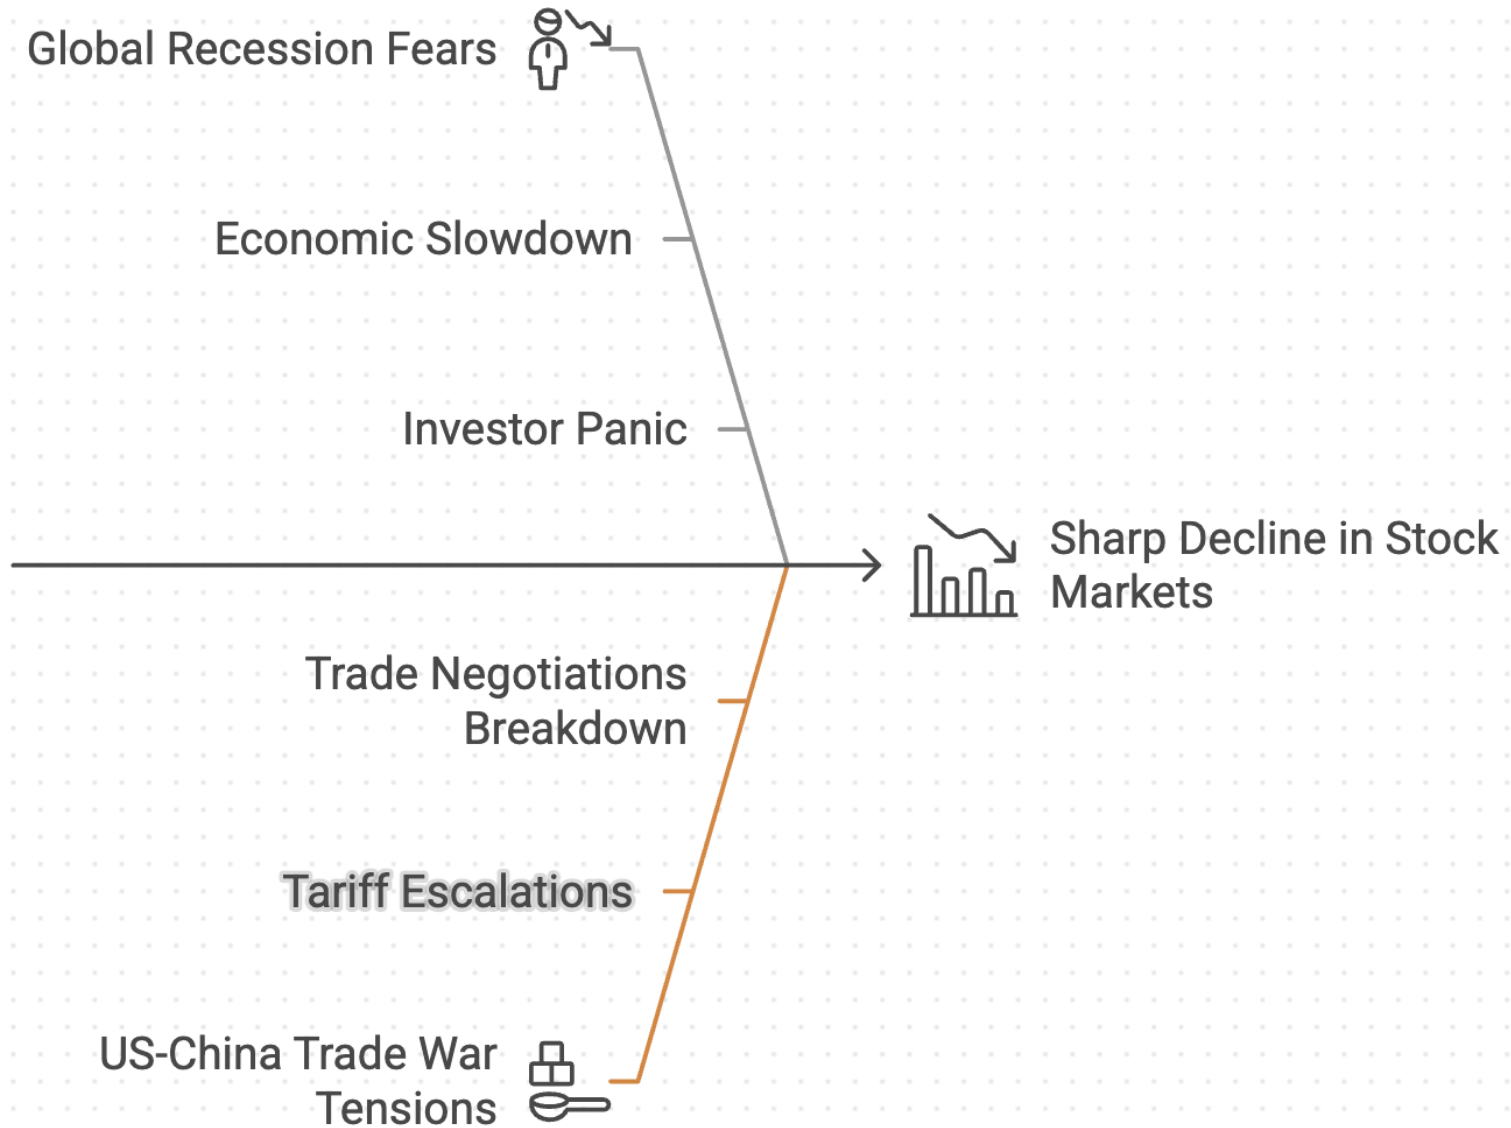 Global Recession Fears
Economic Slowdown
Investor Panic
Sharp Decline in Stock
Markets
Trade Negotiations
Breakdown
Tariff Escalations
US-China Trade War
Tensions